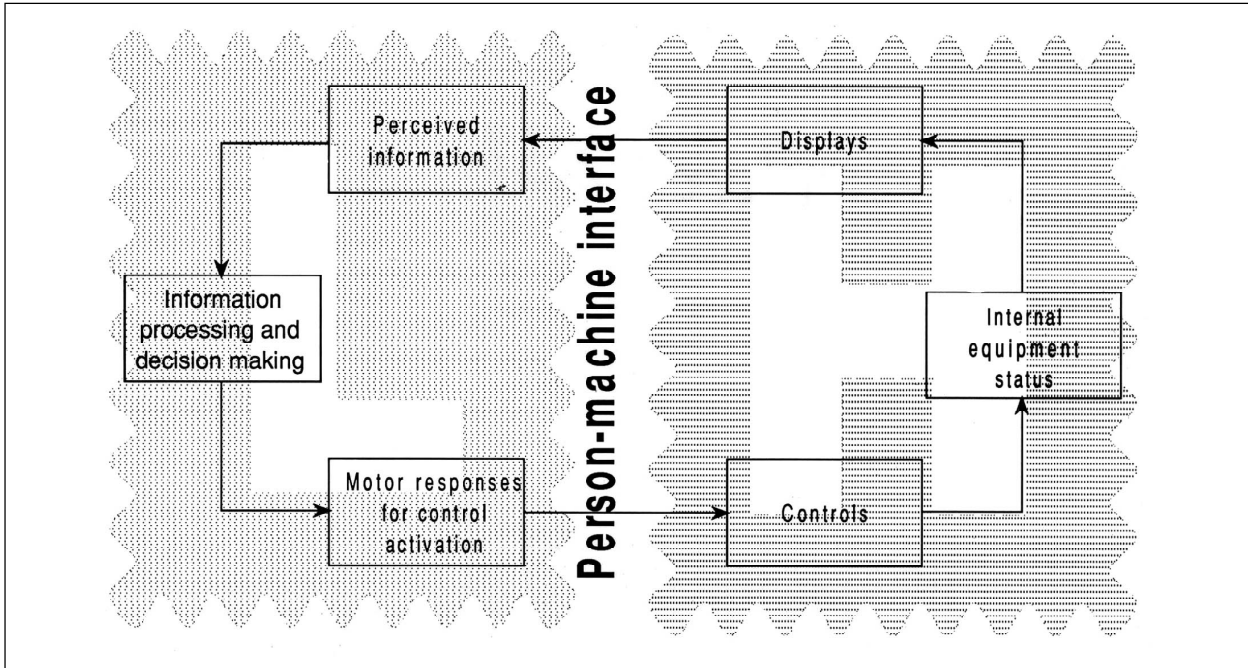 Perceived
information
Displays
Person-machine interface
Information
processing and
decision making
Internal
equipment
status
Motor responses
for control
activation
Controls